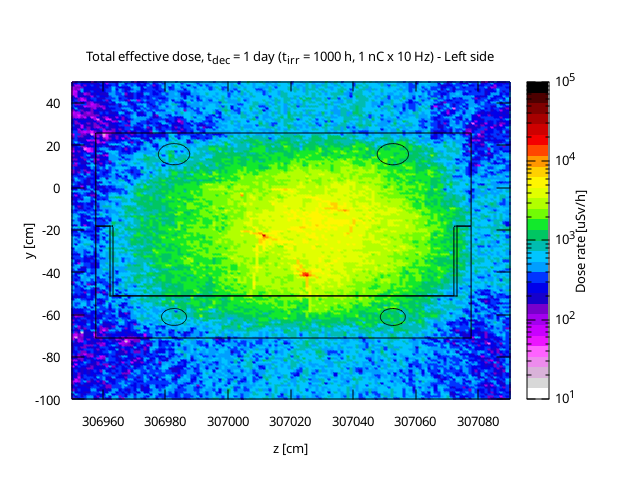 Total effective dose, t_dec = 1 day (t_irr = 1000 h, 1 nC x 10 Hz) - Left side
40
20
0
-20
-40
-60
-80
-100
y [cm]
306960 306980 307000 307020 307040 307060 307080
z [cm]
10^5
10^4
10^3
10^2
10^1
Dose rate [uSv/h]